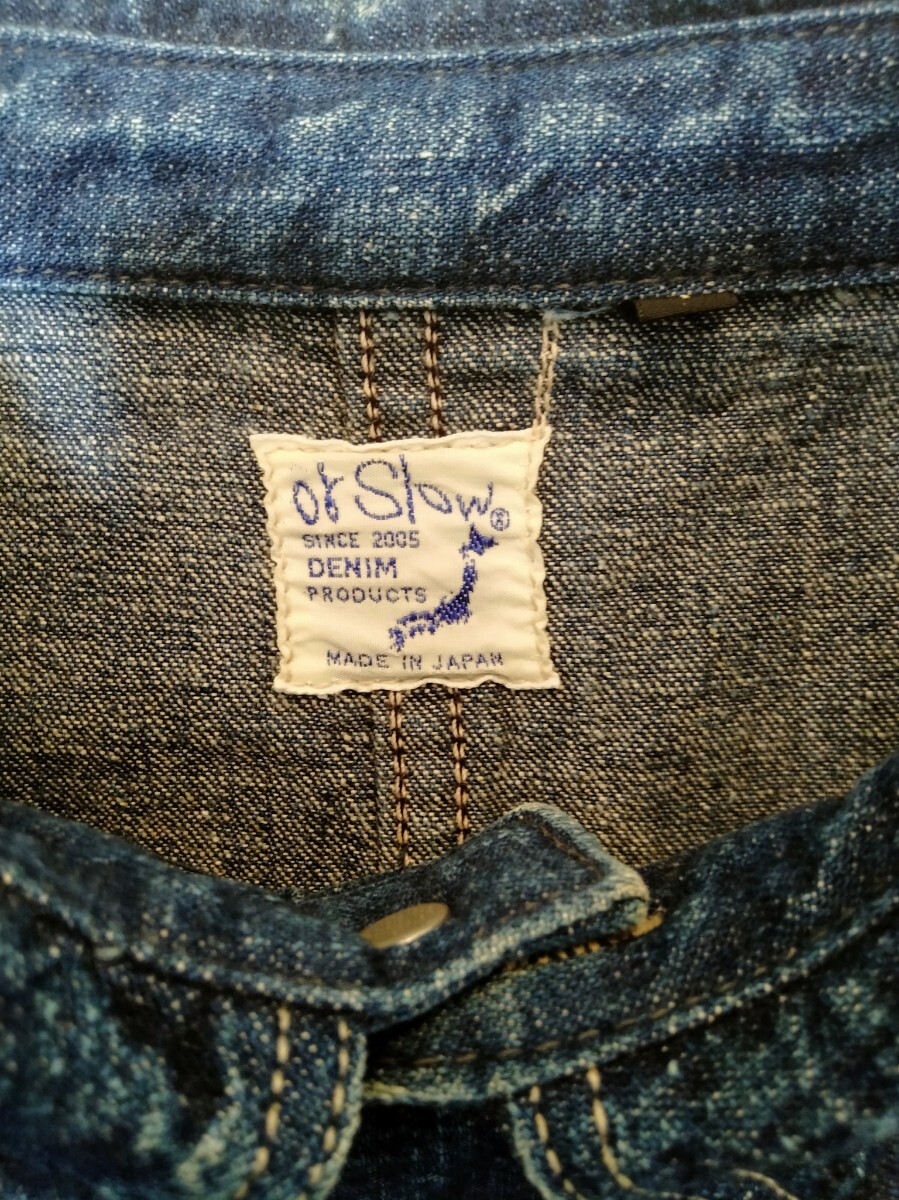 or Slow®
SINCE 2005
DENIM
PRODUCTS
MADE IN JAPAN